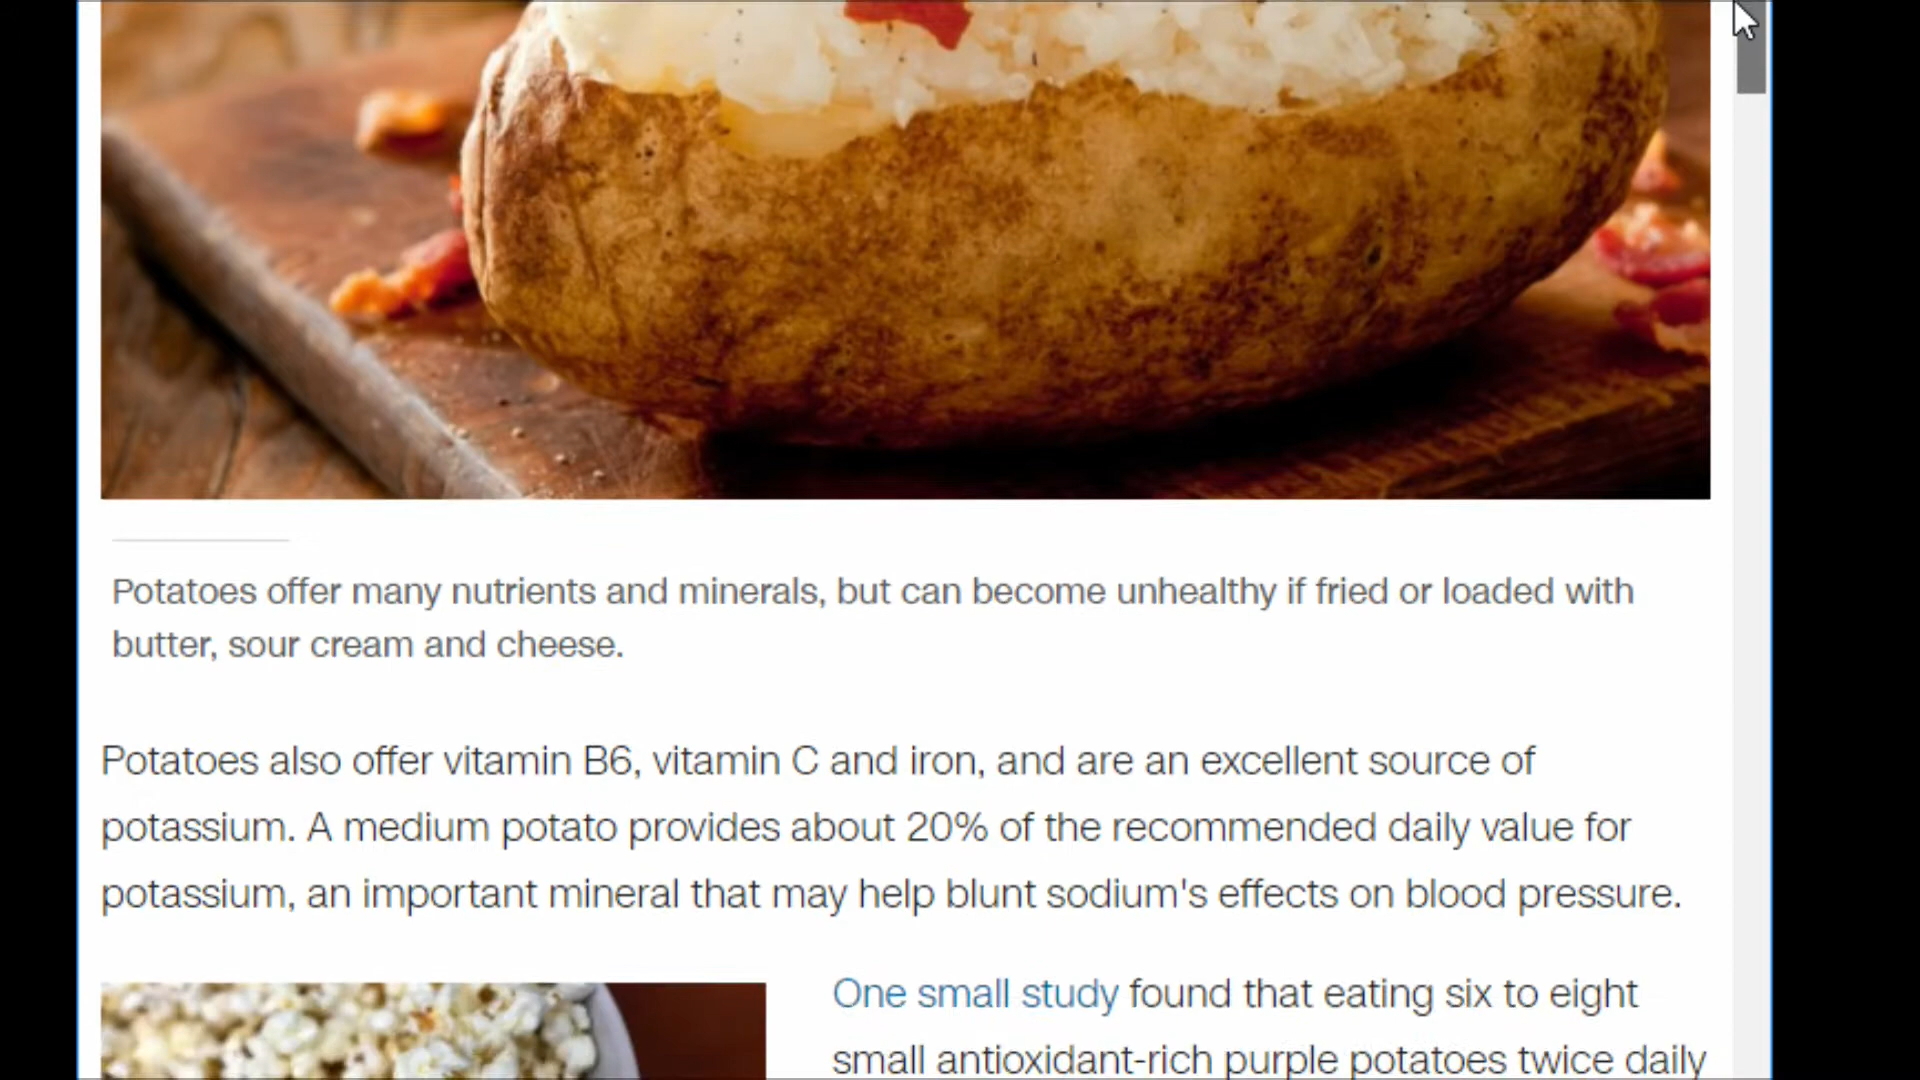 Potatoes offer many nutrients and minerals, but can become unhealthy if fried or loaded with
butter, sour cream and cheese.
Potatoes also offer vitamin B6, vitamin C and iron, and are an excellent source of
potassium. A medium potato provides about 20% of the recommended daily value for
potassium, an important mineral that may help blunt sodium's effects on blood pressure.
One small study found that eating six to eight
small antioxidant-rich purple potatoes twice daily